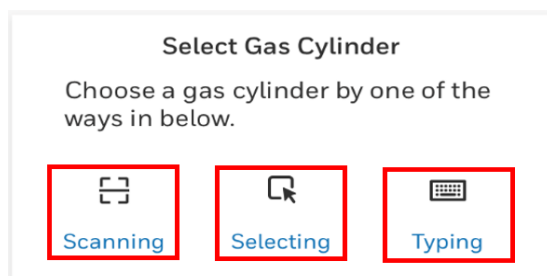 Select Gas Cylinder
Choose a gas cylinder by one of the
ways in below.
Scanning Selecting Typing